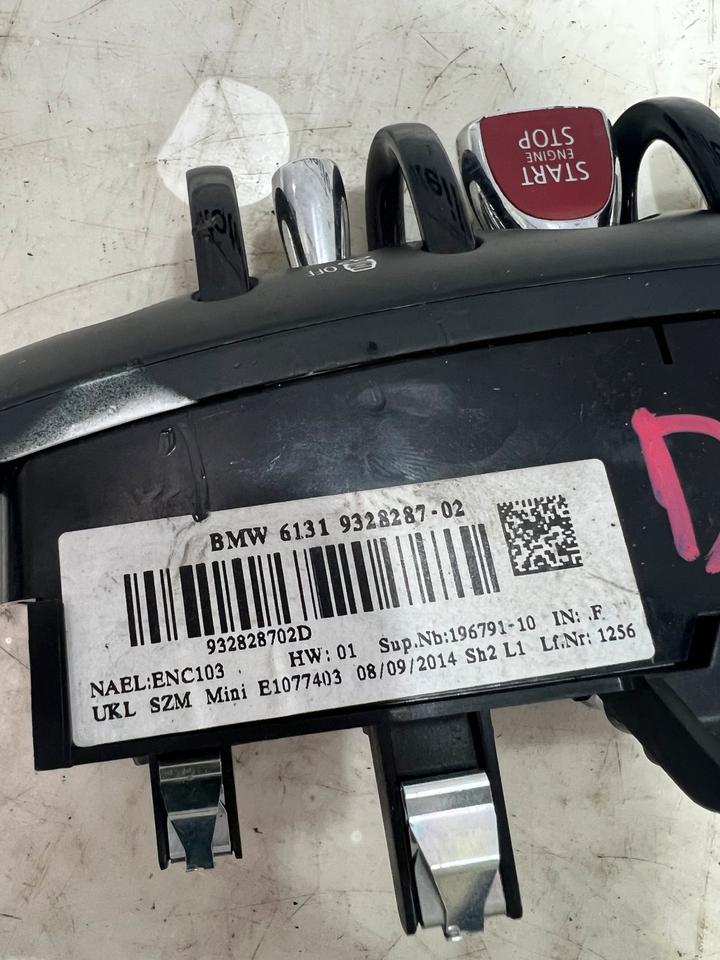 START
ENGINE
STOP
OFF
BMW 6131 9328287-02
932828702D
NAEL:ENC103 HW: 01 Sup.Nb:196791-10 IN: .F
UKL SZM Mini E1077403 08/09/2014 Sh2 L1 Lf.Nr: 1256